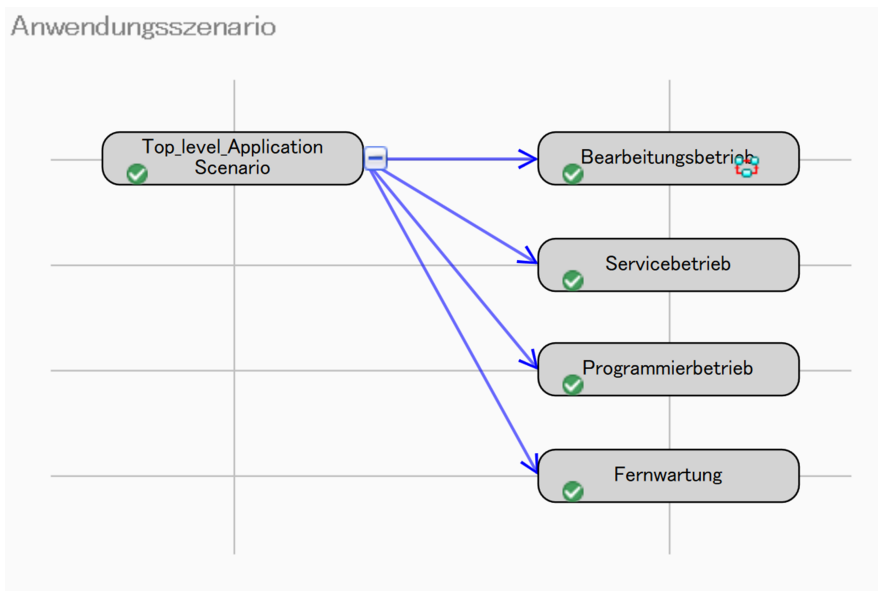 Anwendungsszenario
Top_level_Application
Scenario
Bearbeitungsbetrieb
Servicebetrieb
Programmierbetrieb
Fernwartung